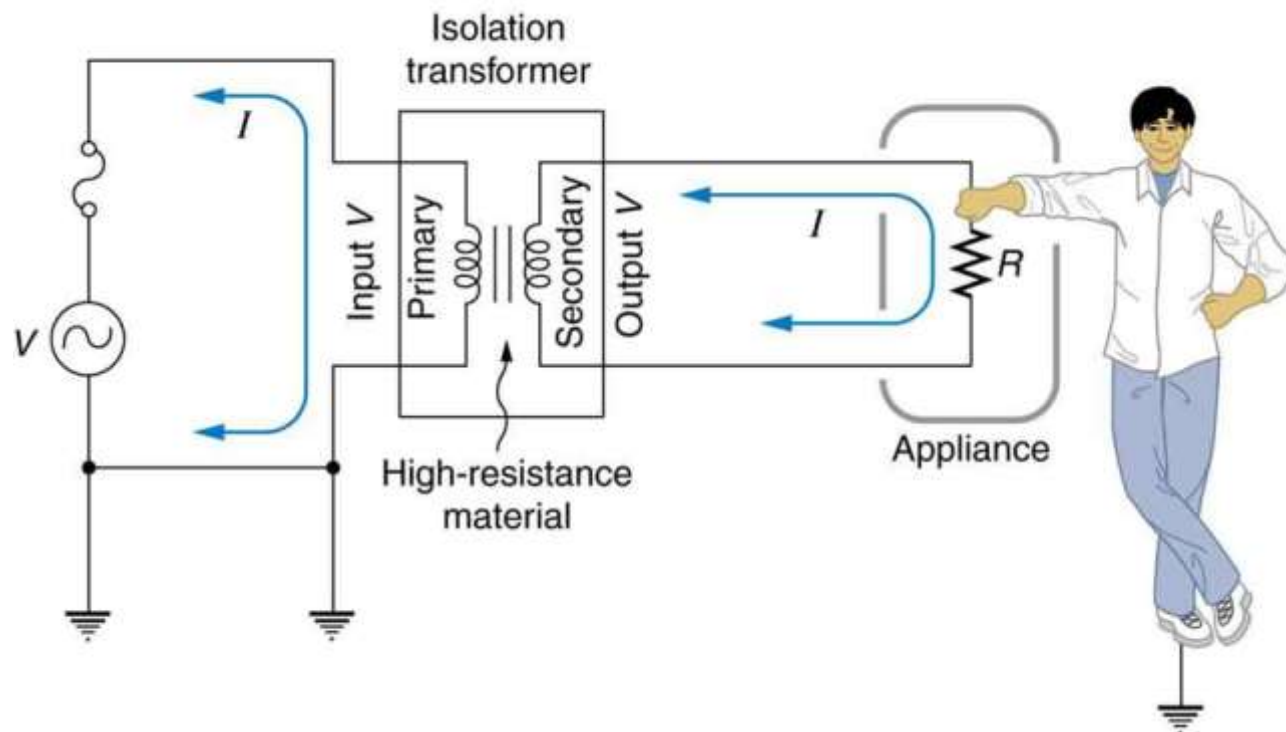 Isolation
transformer
I
V
Input V
Primary
Secondary
Output V
I
R
High-resistance
material
Appliance